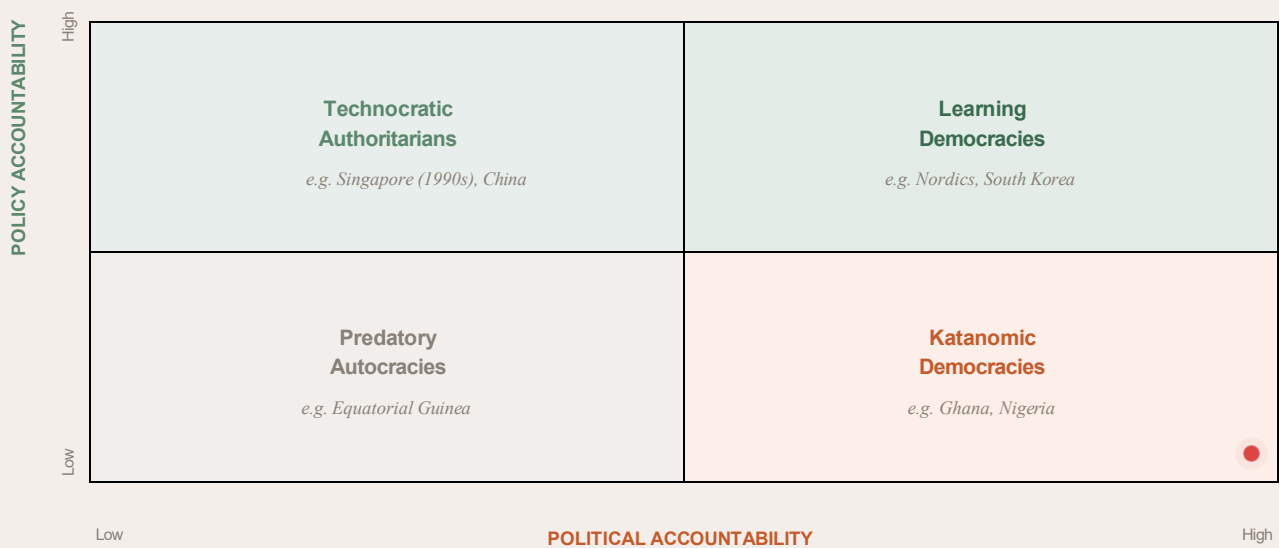 POLICY ACCOUNTABILITY
High
Technocratic
Authoritarians
e.g. Singapore (1990s), China
Learning
Democracies
e.g. Nordics, South Korea
Predatory
Autocracies
e.g. Equatorial Guinea
Katanomic
Democracies
e.g. Ghana, Nigeria
Low
Low
POLITICAL ACCOUNTABILITY
High